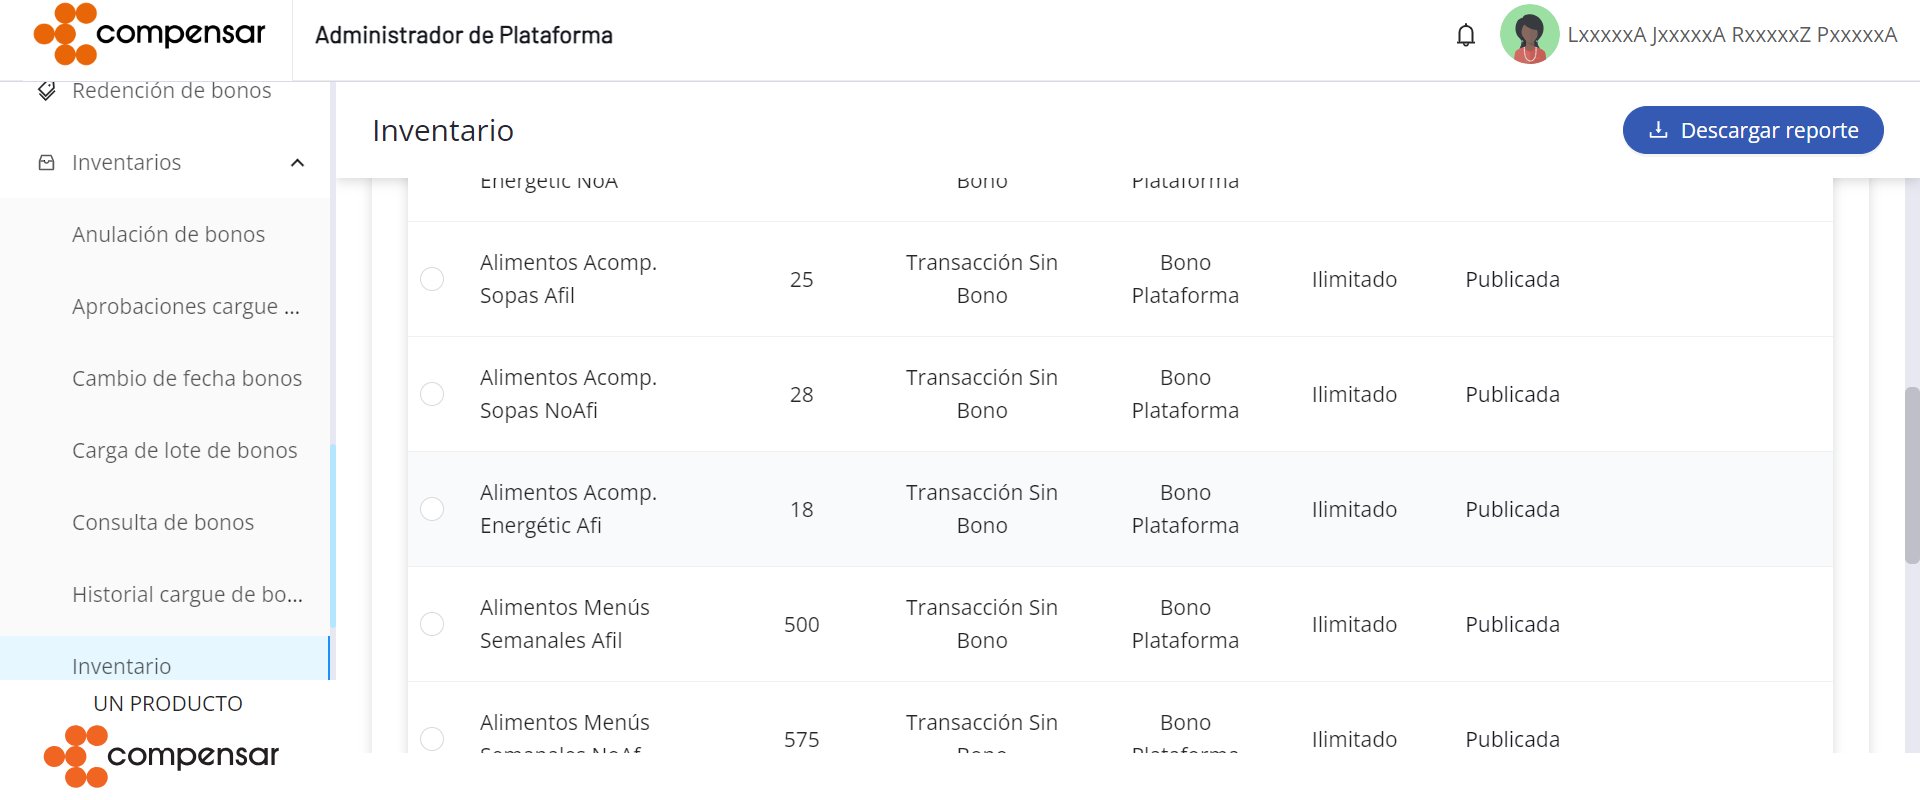 compensar
Administrador de Plataforma
LxxxxxA JxxxxxA RxxxxxZ PxxxxxA
Redención de bonos
Inventarios
Anulación de bonos
Aprobaciones cargue ...
Cambio de fecha bonos
Carga de lote de bonos
Consulta de bonos
Historial cargue de bo...
Inventario
UN PRODUCTO
compensar
Inventario
Descargar reporte
Energetic NoA Bono Plataforma
Alimentos Acomp. Transacción Sin Bono
Sopas Afil 25 Bono Plataforma Ilimitado Publicada
Alimentos Acomp. Transacción Sin Bono
Sopas NoAfi 28 Bono Plataforma Ilimitado Publicada
Alimentos Acomp. Transacción Sin Bono
Energétic Afi 18 Bono Plataforma Ilimitado Publicada
Alimentos Menús Transacción Sin Bono
Semanales Afil 500 Bono Plataforma Ilimitado Publicada
Alimentos Menús Transacción Sin Bono
Semanales NoAf 575 Bono Plataforma Ilimitado Publicada